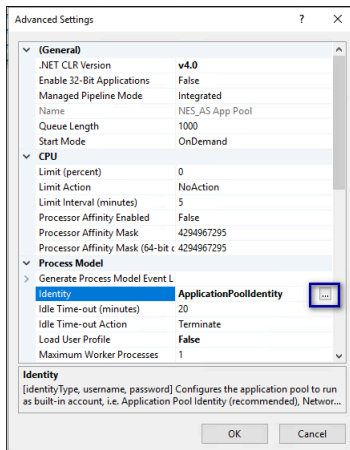 Advanced Settings ? ×
(General)
.NET CLR Version v4.0
Enable 32-Bit Applications False
Managed Pipeline Mode Integrated
Name NES_AS App Pool
Queue Length 1000
Start Mode OnDemand
CPU
Limit (percent) 0
Limit Action NoAction
Limit Interval (minutes) 5
Processor Affinity Enabled False
Processor Affinity Mask 4294967295
Processor Affinity Mask (64-bit c 4294967295
Process Model
Generate Process Model Event L
Identity ApplicationPoolIdentity ...
Idle Time-out (minutes) 20
Idle Time-out Action Terminate
Load User Profile False
Maximum Worker Processes 1
Identity
[identityType, username, password] Configures the application pool to run
as built-in account, i.e. Application Pool Identity (recommended), Networ...
OK Cancel